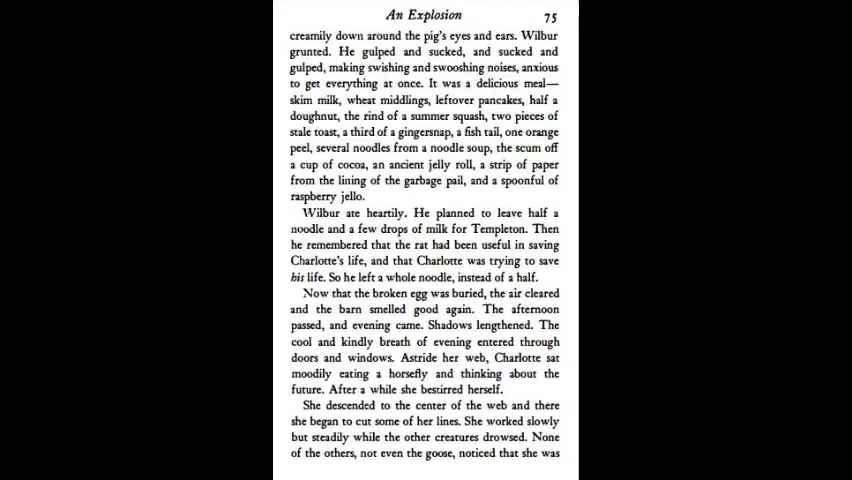 An Explosion 75
creamily down around the pig's eyes and ears. Wilbur
grunted. He gulped and sucked, and sucked and
gulped, making swishing and swooshing noises, anxious
to get everything at once. It was a delicious meal—
skim milk, wheat middlings, leftover pancakes, half a
doughnut, the rind of a summer squash, two pieces of
stale toast, a third of a gingersnap, a fish tail, one orange
peel, several noodles from a noodle soup, the scum off
a cup of cocoa, an ancient jelly roll, a strip of paper
from the lining of the garbage pail, and a spoonful of
raspberry jello.
Wilbur ate heartily. He planned to leave half a
noodle and a few drops of milk for Templeton. Then
he remembered that the rat had been useful in saving
Charlotte's life, and that Charlotte was trying to save
his life. So he left a whole noodle, instead of a half.
Now that the broken egg was buried, the air cleared
and the barn smelled good again. The afternoon
passed, and evening came. Shadows lengthened. The
cool and kindly breath of evening entered through
doors and windows. Astride her web, Charlotte sat
moodily eating a horsefly and thinking about the
future. After a while she bestirred herself.
She descended to the center of the web and there
she began to cut some of her lines. She worked slowly
but steadily while the other creatures drowsed. None
of the others, not even the goose, noticed that she was